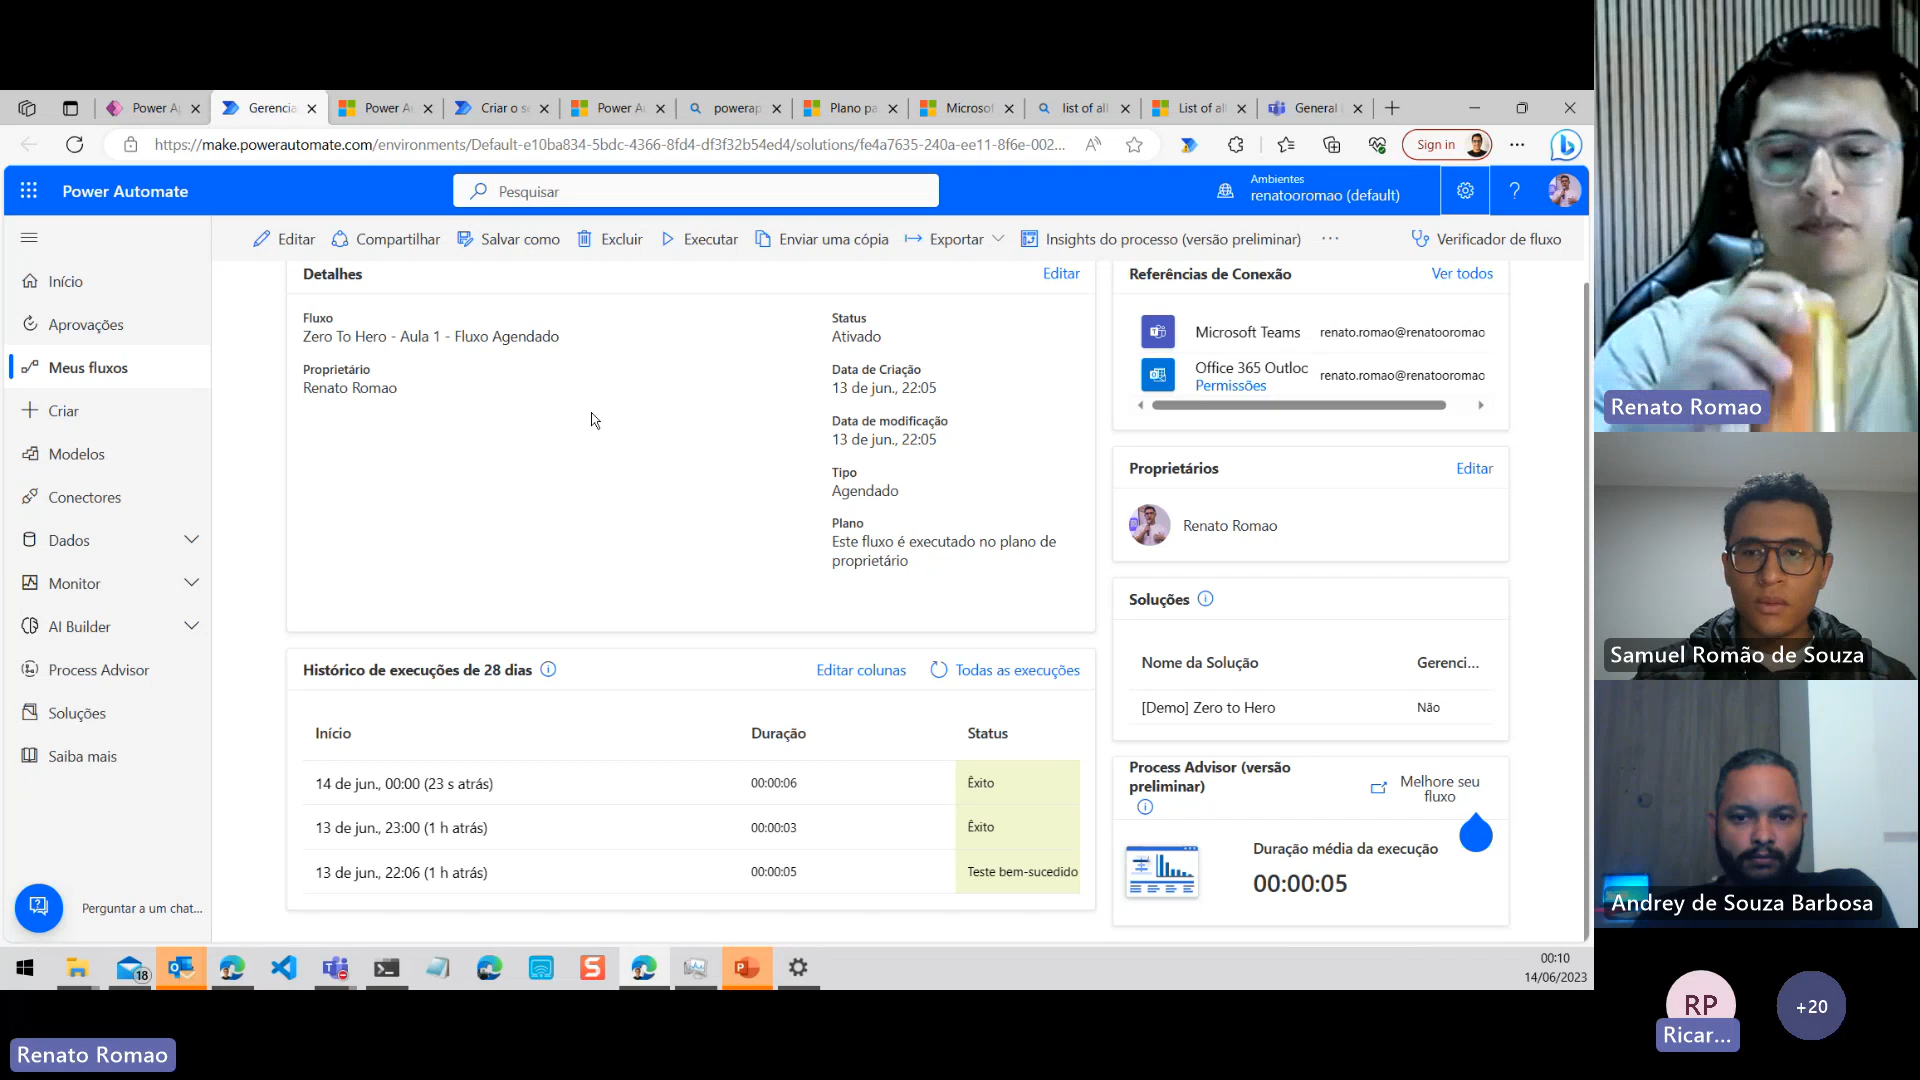 Power A
Gerencia
Power A
Criar o s
Power A
powerap
Plano pa
Microsof
list of all
List of all
General
https://make.powerautomate.com/environments/Default-e10ba834-5bdc-4366-8fd4-df3f32b54ed4/solutions/fe4a7635-240a-ee11-8f6e-002...
Sign in
Power Automate
Pesquisar
Ambientes
renatooromao (default)
Editar
Compartilhar
Salvar como
Excluir
Executar
Enviar uma cópia
Exportar
Insights do processo (versão preliminar)
Verificador de fluxo
Início
Aprovações
Meus fluxos
Criar
Modelos
Conectores
Dados
Monitor
AI Builder
Process Advisor
Soluções
Saiba mais
Perguntar a um chat...
Detalhes
Editar
Fluxo
Zero To Hero - Aula 1 - Fluxo Agendado
Proprietário
Renato Romao
Status
Ativado
Data de Criação
13 de jun., 22:05
Data de modificação
13 de jun., 22:05
Tipo
Agendado
Plano
Este fluxo é executado no plano de
proprietário
Histórico de execuções de 28 dias
Editar colunas
Todas as execuções
Início Duração Status
14 de jun., 00:00 (23 s atrás) 00:00:06 Êxito
13 de jun., 23:00 (1 h atrás) 00:00:03 Êxito
13 de jun., 22:06 (1 h atrás) 00:00:05 Teste bem-sucedido
Referências de Conexão
Ver todos
Microsoft Teams renato.romao@renatooromao
Office 365 Outloc renato.romao@renatooromao
Permissões
Proprietários
Editar
Renato Romao
Soluções
Nome da Solução Gerenci...
[Demo] Zero to Hero Não
Process Advisor (versão
preliminar)
Melhore seu
fluxo
Duração média da execução
00:00:05
18
00:10
14/06/2023
Renato Romao
Samuel Romão de Souza
Andrey de Souza Barbosa
RP
Ricar...
+20
Renato Romao